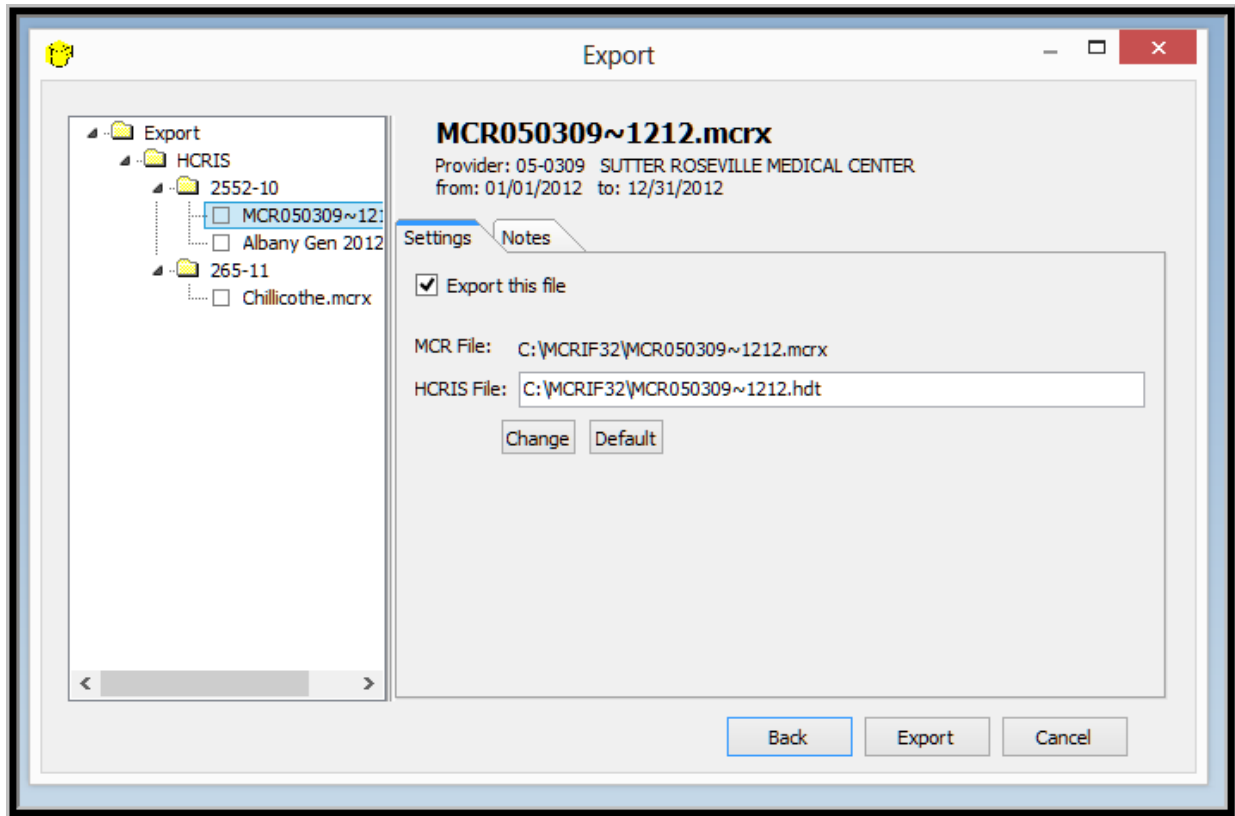 Export
Export
HCRIS
2552-10
MCR050309~121
Albany Gen 2012
265-11
Chillicothe.mcrx
MCR050309~1212.mcrx
Provider: 05-0309 SUTTER ROSEVILLE MEDICAL CENTER
from: 01/01/2012 to: 12/31/2012
Settings Notes
Export this file
MCR File: C:\MCRIF32\MCR050309~1212.mcrx
HCRIS File: C:\MCRIF32\MCR050309~1212.hdt
Change Default
Back Export Cancel